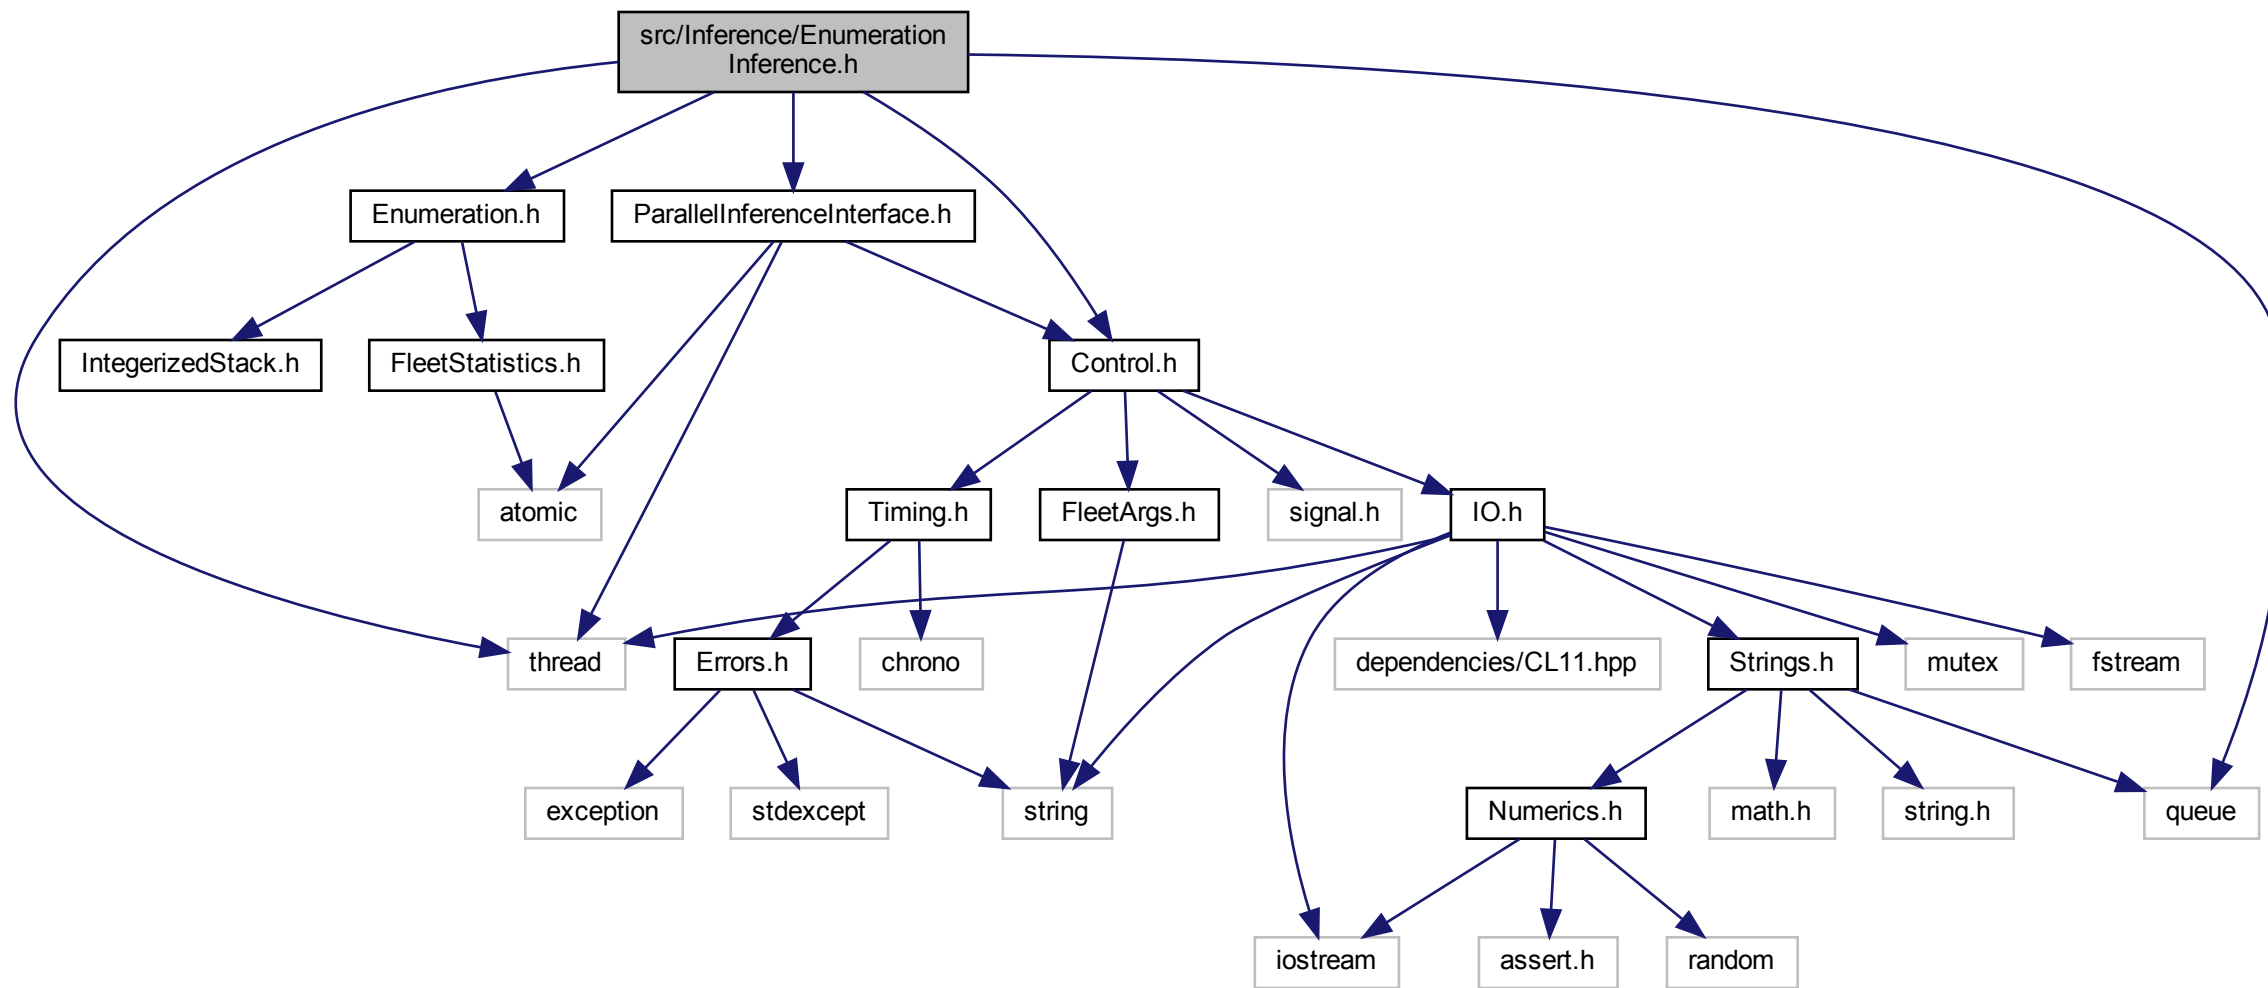 src/Inference/Enumeration
Inference.h
Enumeration.h
ParallelInferenceInterface.h
IntegerizedStack.h
FleetStatistics.h
Control.h
atomic
Timing.h
FleetArgs.h
signal.h
IO.h
thread
Errors.h
chrono
dependencies/CL11.hpp
Strings.h
mutex
fstream
exception
stdexcept
string
Numerics.h
math.h
string.h
queue
iostream
assert.h
random